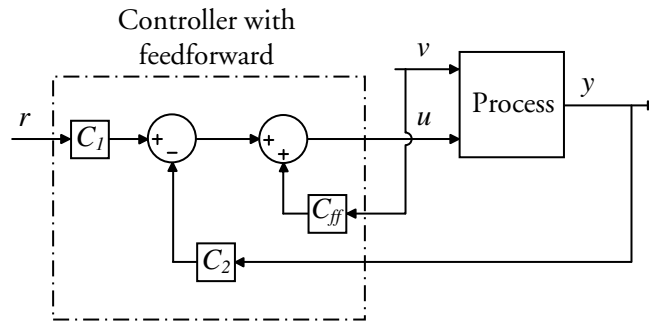 Controller with
feedforward
v
y
r
C1
+
−
+
+
u
Process
Cff
C2